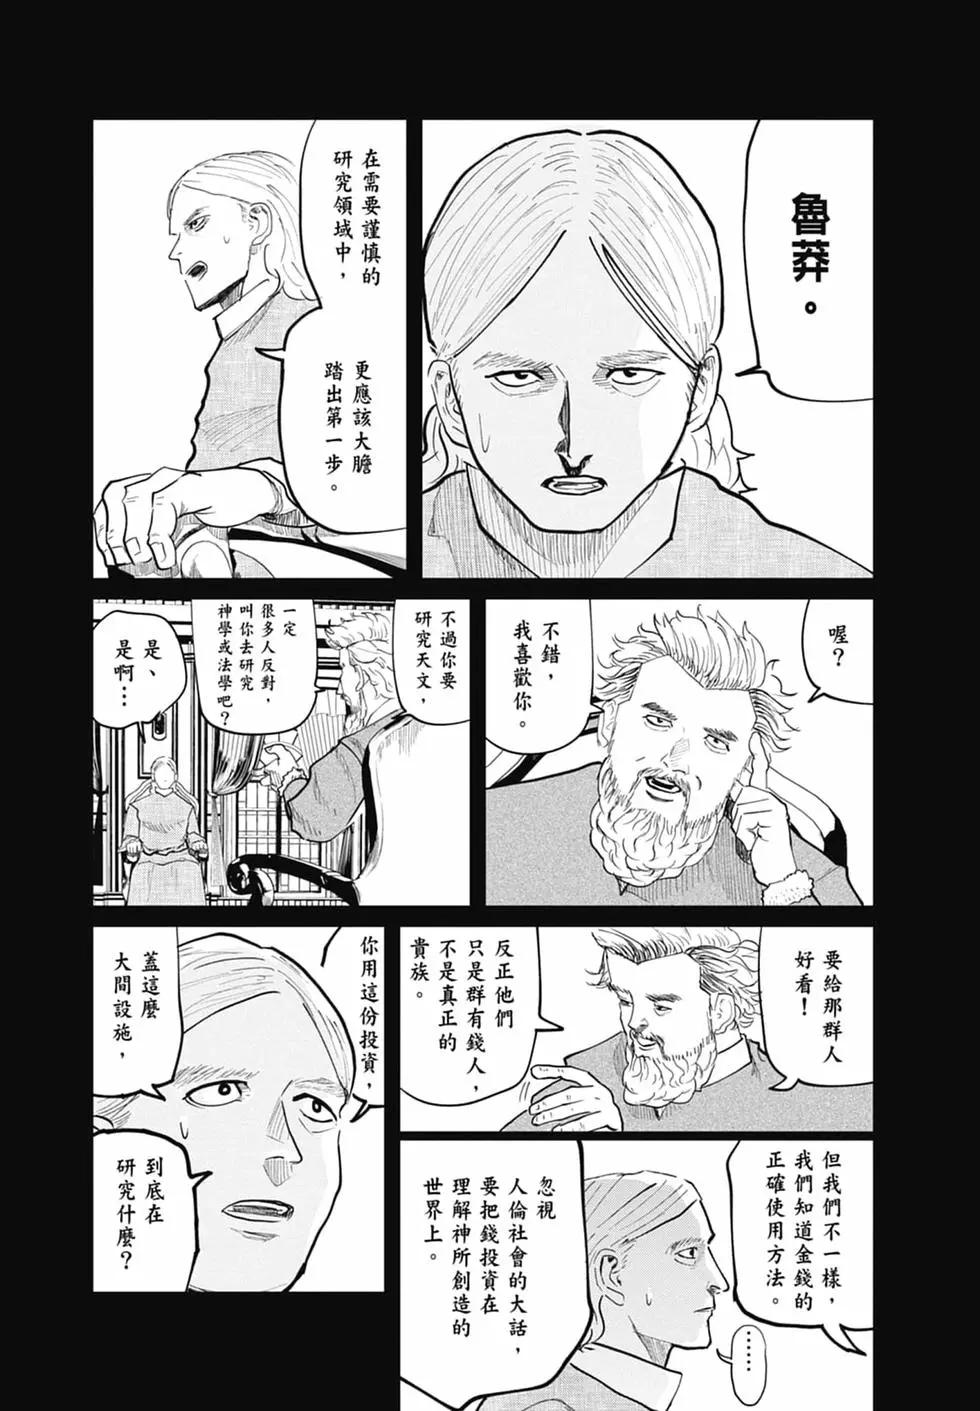 魯莽。
在需要謹慎的
研究領域中，
更應該大膽
踏出第一步。
喔？
不錯，
我喜歡你。
不過你要
研究天文，
一定
很多人反對，
叫你去研究
神學或法學吧？
是、
是啊…
要給那群人
好看！
反正他們
只是群有錢人，
不是真正的
貴族。
但我們不一樣，
我們知道金錢的
正確使用方法。
……
忽視
人倫社會的大話，
要把錢投資在
理解神所創造的
世界上。
你用這份投資，
蓋這麼
大間設施，
到底在
研究什麼？